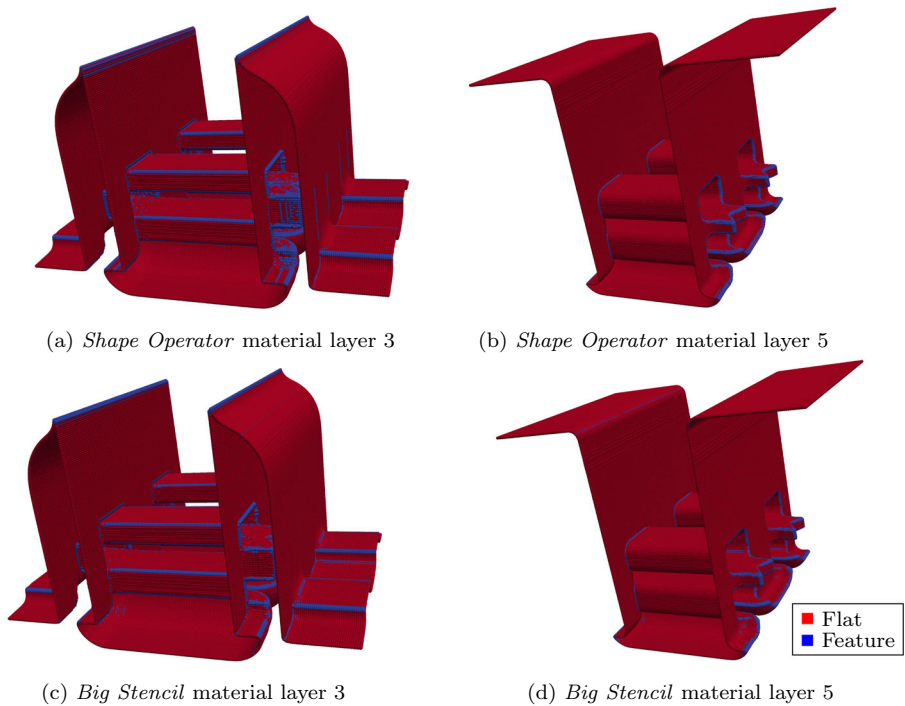 (a) Shape Operator material layer 3
(b) Shape Operator material layer 5
Flat
Feature
(c) Big Stencil material layer 3
(d) Big Stencil material layer 5